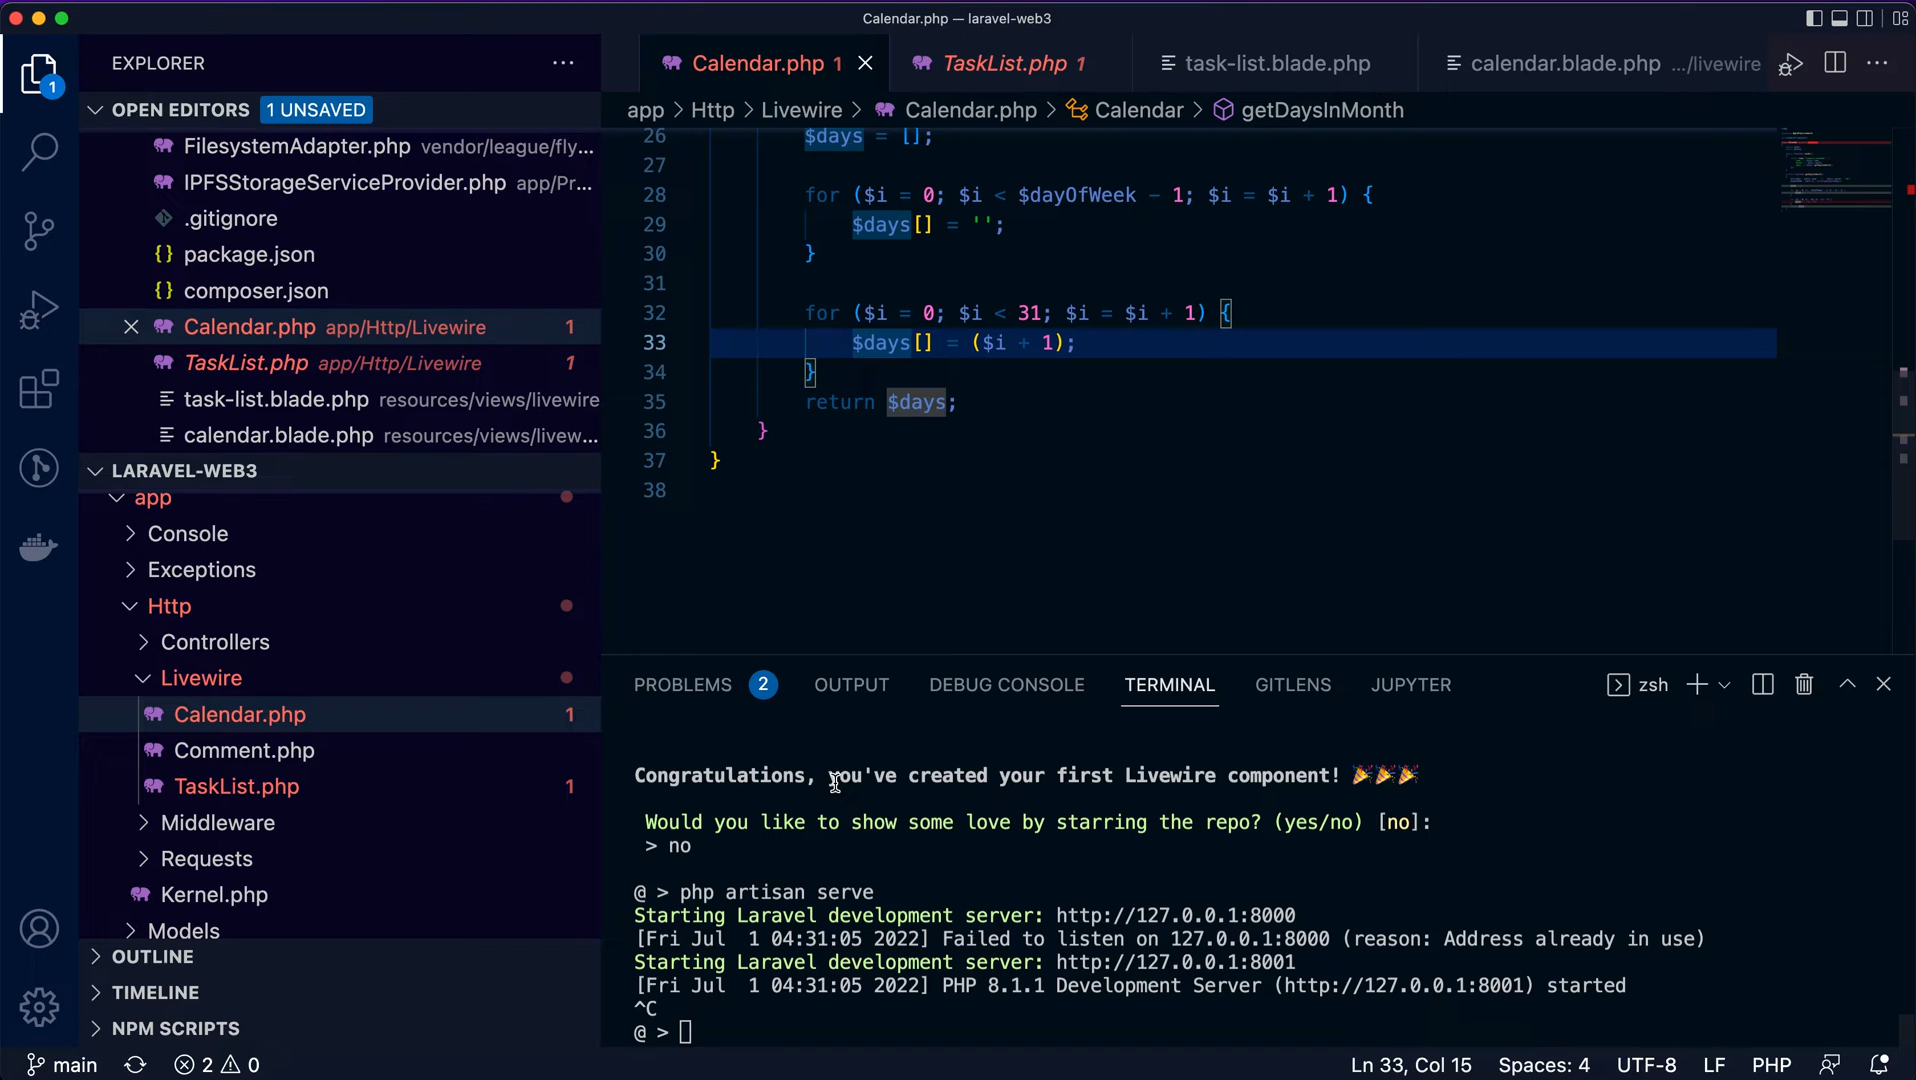 Calendar.php — laravel-web3
EXPLORER
1
OPEN EDITORS 1 UNSAVED
FilesystemAdapter.php vendor/league/fly...
IPFSStorageServiceProvider.php app/Pr...
.gitignore
package.json
composer.json
Calendar.php app/Http/Livewire 1
TaskList.php app/Http/Livewire 1
task-list.blade.php resources/views/livewire
calendar.blade.php resources/views/livew...
LARAVEL-WEB3
app
Console
Exceptions
Http
Controllers
Livewire
Calendar.php 1
Comment.php
TaskList.php 1
Middleware
Requests
Kernel.php
Models
OUTLINE
TIMELINE
NPM SCRIPTS
Calendar.php 1 TaskList.php 1 task-list.blade.php calendar.blade.php .../livewire
app > Http > Livewire > Calendar.php > Calendar > getDaysInMonth
26 $days = [];
27
28 for ($i = 0; $i < $dayOfWeek - 1; $i = $i + 1) {
29 $days[] = '';
30 }
31
32 for ($i = 0; $i < 31; $i = $i + 1) {
33 $days[] = ($i + 1);
34 }
35 return $days;
36 }
37 }
38
PROBLEMS 2 OUTPUT DEBUG CONSOLE TERMINAL GITLENS JUPYTER zsh
Congratulations, you've created your first Livewire component! 🎉🎉🎉
Would you like to show some love by starring the repo? (yes/no) [no]:
> no
@ > php artisan serve
Starting Laravel development server: http://127.0.0.1:8000
[Fri Jul  1 04:31:05 2022] Failed to listen on 127.0.0.1:8000 (reason: Address already in use)
Starting Laravel development server: http://127.0.0.1:8001
[Fri Jul  1 04:31:05 2022] PHP 8.1.1 Development Server (http://127.0.0.1:8001) started
^C
@ >
main 2 0 Ln 33, Col 15 Spaces: 4 UTF-8 LF PHP